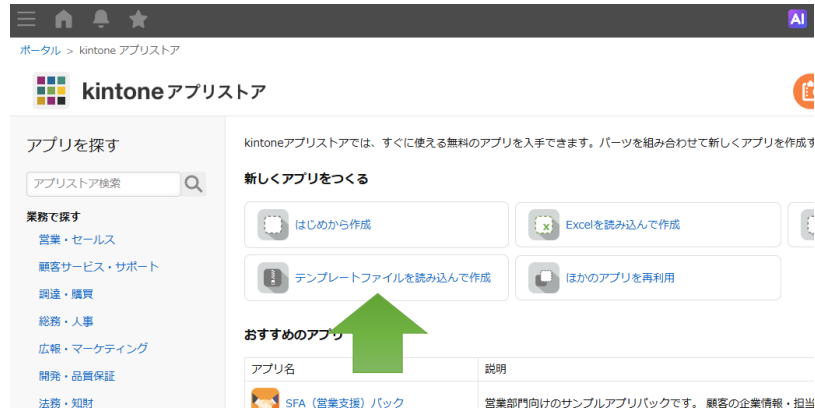 AI
ポータル > kintone アプリストア
kintoneアプリストア
アプリを探す
kintoneアプリストアでは、すぐに使える無料のアプリを入手できます。パーツを組み合わせて新しくアプリを作成す
アプリストア検索
新しくアプリをつくる
業務で探す
営業・セールス
はじめから作成
Excelを読み込んで作成
顧客サービス・サポート
テンプレートファイルを読み込んで作成
ほかのアプリを再利用
調達・購買
総務・人事
おすすめのアプリ
広報・マーケティング
アプリ名
説明
開発・品質保証
法務・知財
SFA（営業支援）パック
営業部門向けのサンプルアプリパックです。 顧客の企業情報・担当